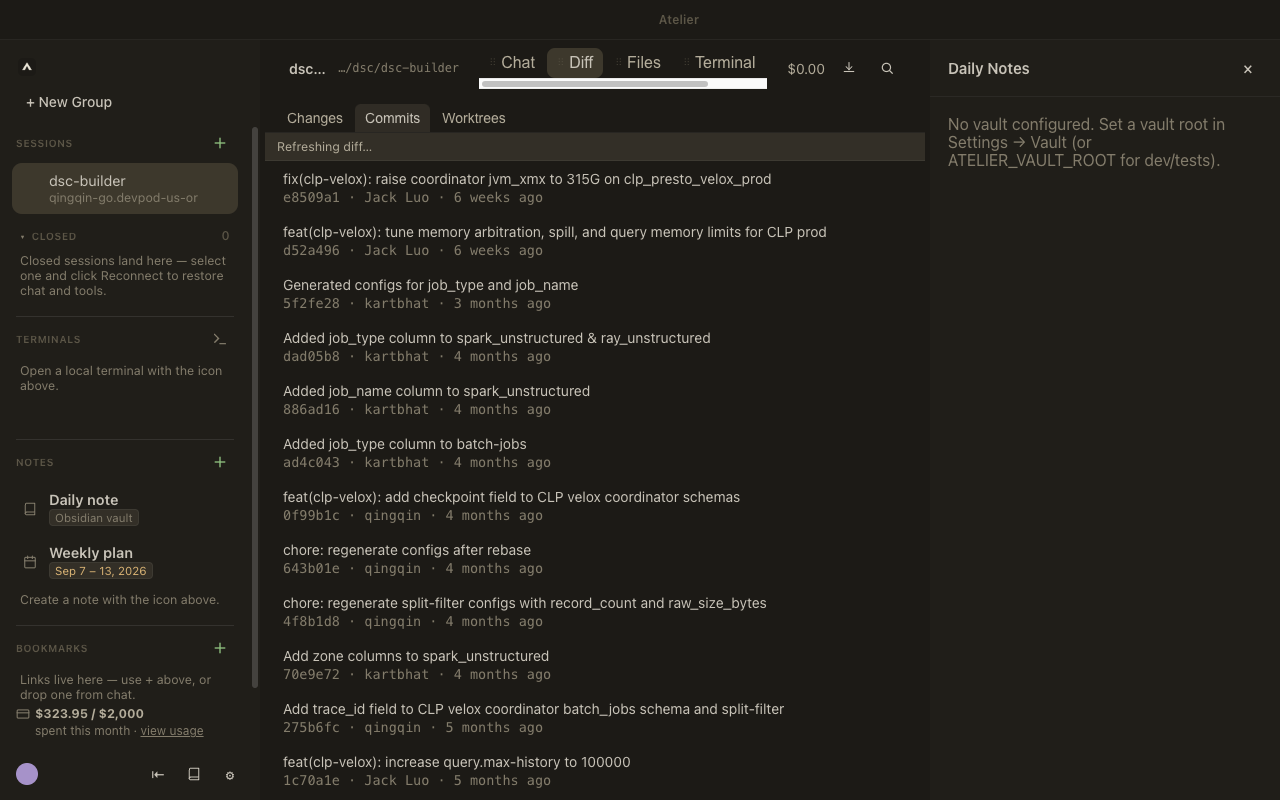 Atelier
+ New Group
SESSIONS
dsc-builder
qingqin-go.devpod-us-or
CLOSED 0
Closed sessions land here — select
one and click Reconnect to restore
chat and tools.
TERMINALS
Open a local terminal with the icon
above.
NOTES
Daily note
Obsidian vault
Weekly plan
Sep 7 – 13, 2026
Create a note with the icon above.
BOOKMARKS
Links live here — use + above, or
drop one from chat.
$323.95 / $2,000
spent this month · view usage
dsc... …/dsc/dsc-builder
Chat Diff Files Terminal
$0.00
Changes Commits Worktrees
Refreshing diff...
fix(clp-velox): raise coordinator jvm_xmx to 315G on clp_presto_velox_prod
e8509a1 · Jack Luo · 6 weeks ago
feat(clp-velox): tune memory arbitration, spill, and query memory limits for CLP prod
d52a496 · Jack Luo · 6 weeks ago
Generated configs for job_type and job_name
5f2fe28 · kartbhat · 3 months ago
Added job_type column to spark_unstructured & ray_unstructured
dad05b8 · kartbhat · 4 months ago
Added job_name column to spark_unstructured
886ad16 · kartbhat · 4 months ago
Added job_type column to batch-jobs
ad4c043 · kartbhat · 4 months ago
feat(clp-velox): add checkpoint field to CLP velox coordinator schemas
0f99b1c · qingqin · 4 months ago
chore: regenerate configs after rebase
643b01e · qingqin · 4 months ago
chore: regenerate split-filter configs with record_count and raw_size_bytes
4f8b1d8 · qingqin · 4 months ago
Add zone columns to spark_unstructured
70e9e72 · kartbhat · 4 months ago
Add trace_id field to CLP velox coordinator batch_jobs schema and split-filter
275b6fc · qingqin · 5 months ago
feat(clp-velox): increase query.max-history to 100000
1c70a1e · Jack Luo · 5 months ago
Daily Notes
No vault configured. Set a vault root in
Settings → Vault (or
ATELIER_VAULT_ROOT for dev/tests).